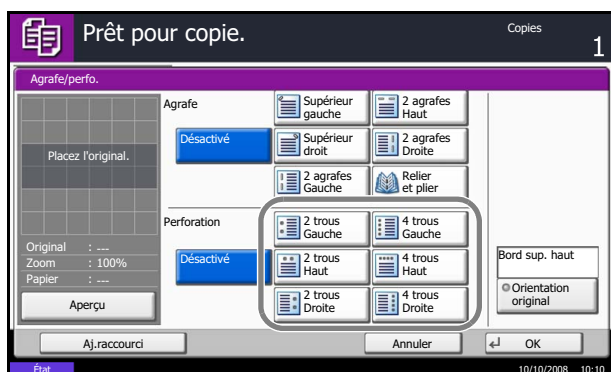 Prêt pour copie.
Copies
1
Agrafe/perfo.
Placez l'original.
Original : ---
Zoom : 100%
Papier : ---
Aperçu
Agrafe
Désactivé
Supérieur
gauche
2 agrafes
Haut
Supérieur
droit
2 agrafes
Droite
2 agrafes
Gauche
Relier
et plier
Perforation
Désactivé
2 trous
Gauche
4 trous
Gauche
2 trous
Haut
4 trous
Haut
2 trous
Droite
4 trous
Droite
Bord sup. haut
Orientation
original
Aj.raccourci
Annuler
OK
État
10/10/2008 10:10